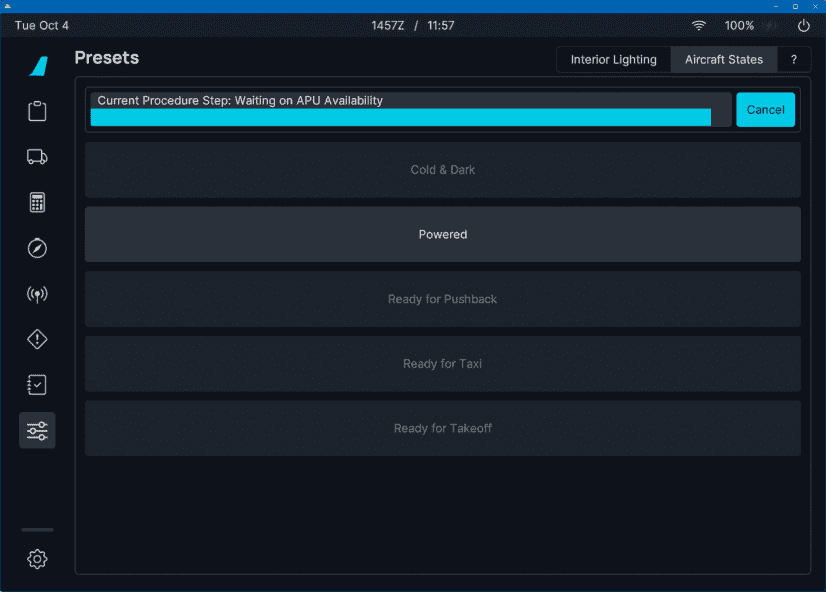 Tue Oct 4
1457Z / 11:57
100%
Presets
Interior Lighting
Aircraft States
?
Current Procedure Step: Waiting on APU Availability
Cancel
Cold & Dark
Powered
Ready for Pushback
Ready for Taxi
Ready for Takeoff